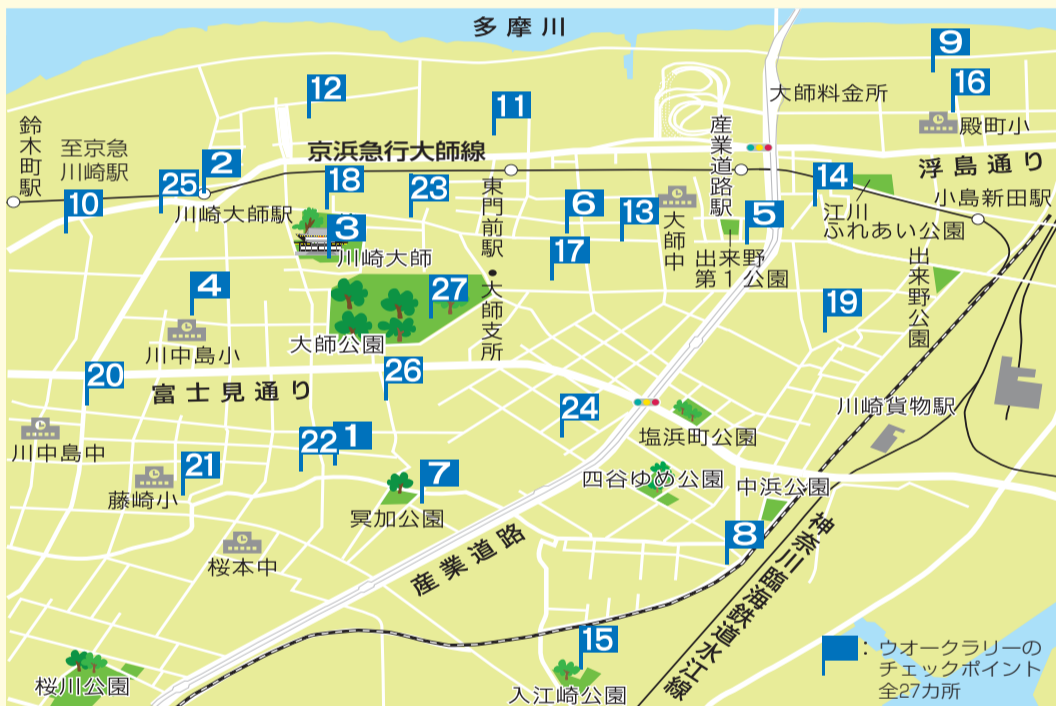 多摩川
9
12
11
大師料金所
16
殿町小
鈴木町駅
至京急
川崎駅
2
京浜急行大師線
産業道路駅
浮島通り
25
18
23
東門前駅
6
13
大師中
5
14
小島新田駅
10
川崎大師駅
3
江川
ふれあい公園
川崎大師
17
出来野
第1公園
4
27
大師支所
19
出来野公園
川中島小
大師公園
20
富士見通り
26
24
川崎貨物駅
川中島中
22
1
塩浜町公園
藤崎小
21
7
冥加公園
四谷ゆめ公園
中浜公園
桜本中
産業道路
8
神奈川臨海鉄道水江線
15
桜川公園
入江崎公園
:ウオークラリーの
チェックポイント
全27カ所